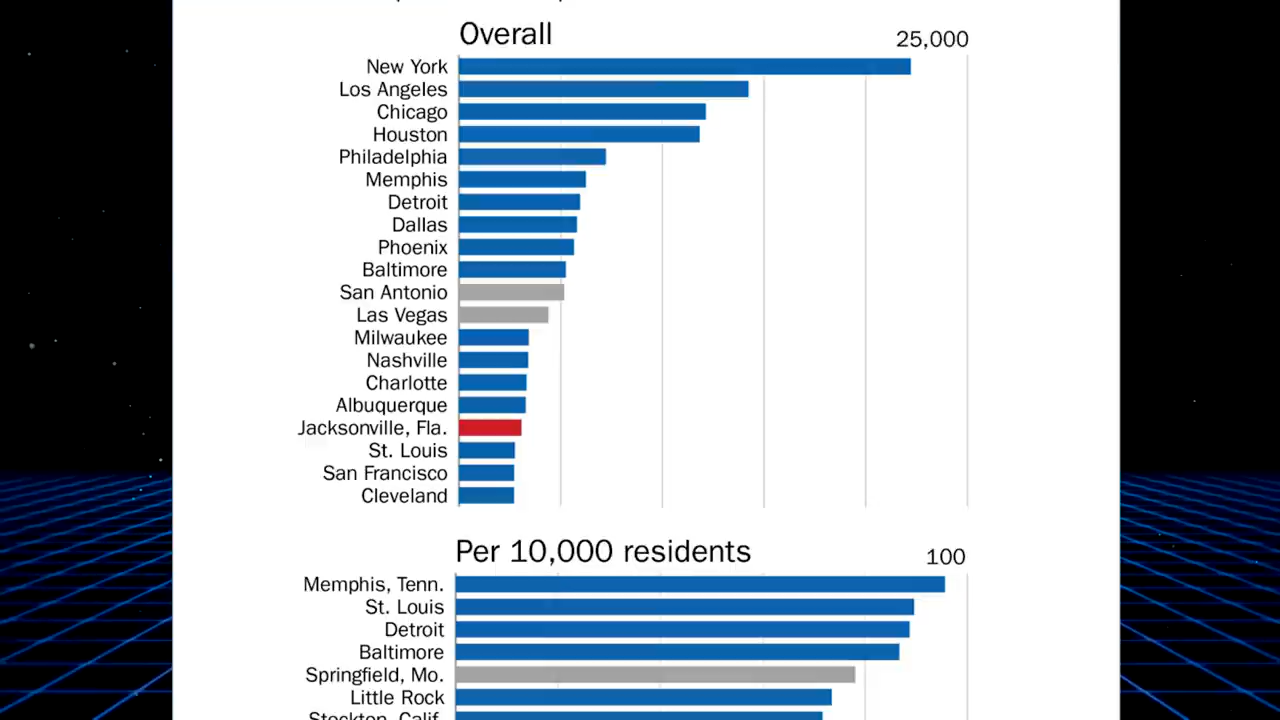 Overall
25,000
New York
Los Angeles
Chicago
Houston
Philadelphia
Memphis
Detroit
Dallas
Phoenix
Baltimore
San Antonio
Las Vegas
Milwaukee
Nashville
Charlotte
Albuquerque
Jacksonville, Fla.
St. Louis
San Francisco
Cleveland
Per 10,000 residents
100
Memphis, Tenn.
St. Louis
Detroit
Baltimore
Springfield, Mo.
Little Rock
Stockton, Calif.